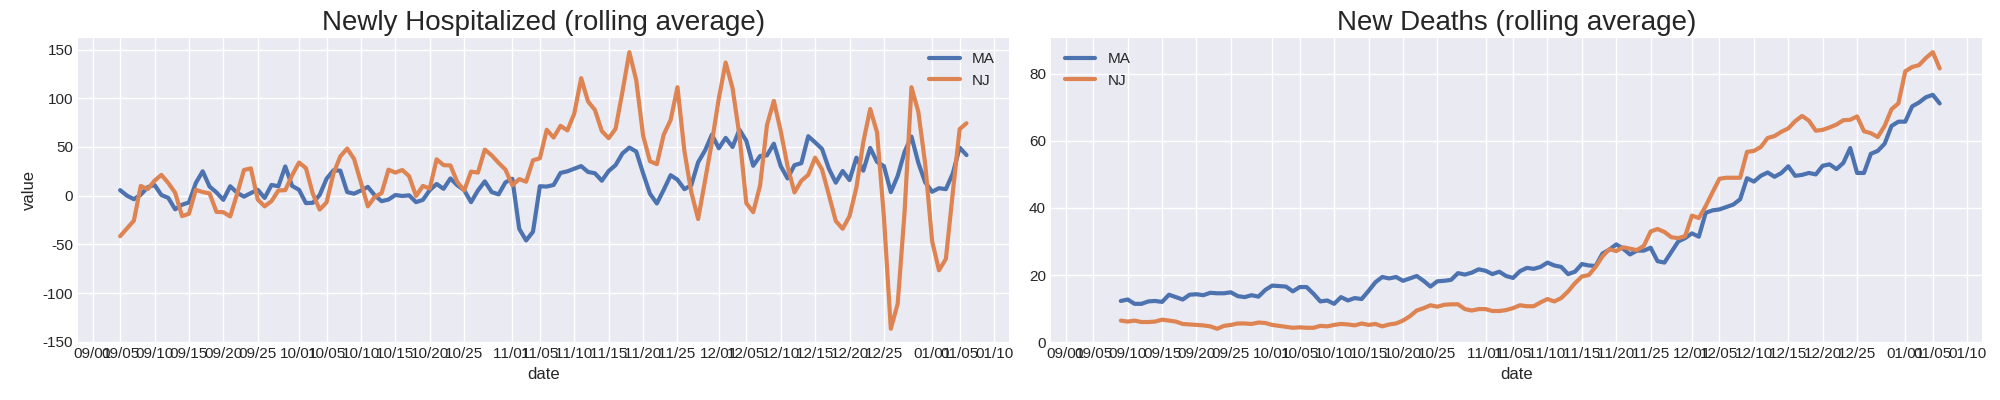 Newly Hospitalized (rolling average)
150
100
50
0
-50
-100
-150
value
MA
NJ
09/01 09/05 09/10 09/15 09/20 09/25 10/01 10/05 10/10 10/15 10/20 10/25 11/01 11/05 11/10 11/15 11/20 11/25 12/01 12/05 12/10 12/15 12/20 12/25 01/01 01/05 01/10
date
New Deaths (rolling average)
MA
NJ
80
60
40
20
0
09/01 09/05 09/10 09/15 09/20 09/25 10/01 10/05 10/10 10/15 10/20 10/25 11/01 11/05 11/10 11/15 11/20 11/25 12/01 12/05 12/10 12/15 12/20 12/25 01/01 01/05 01/10
date